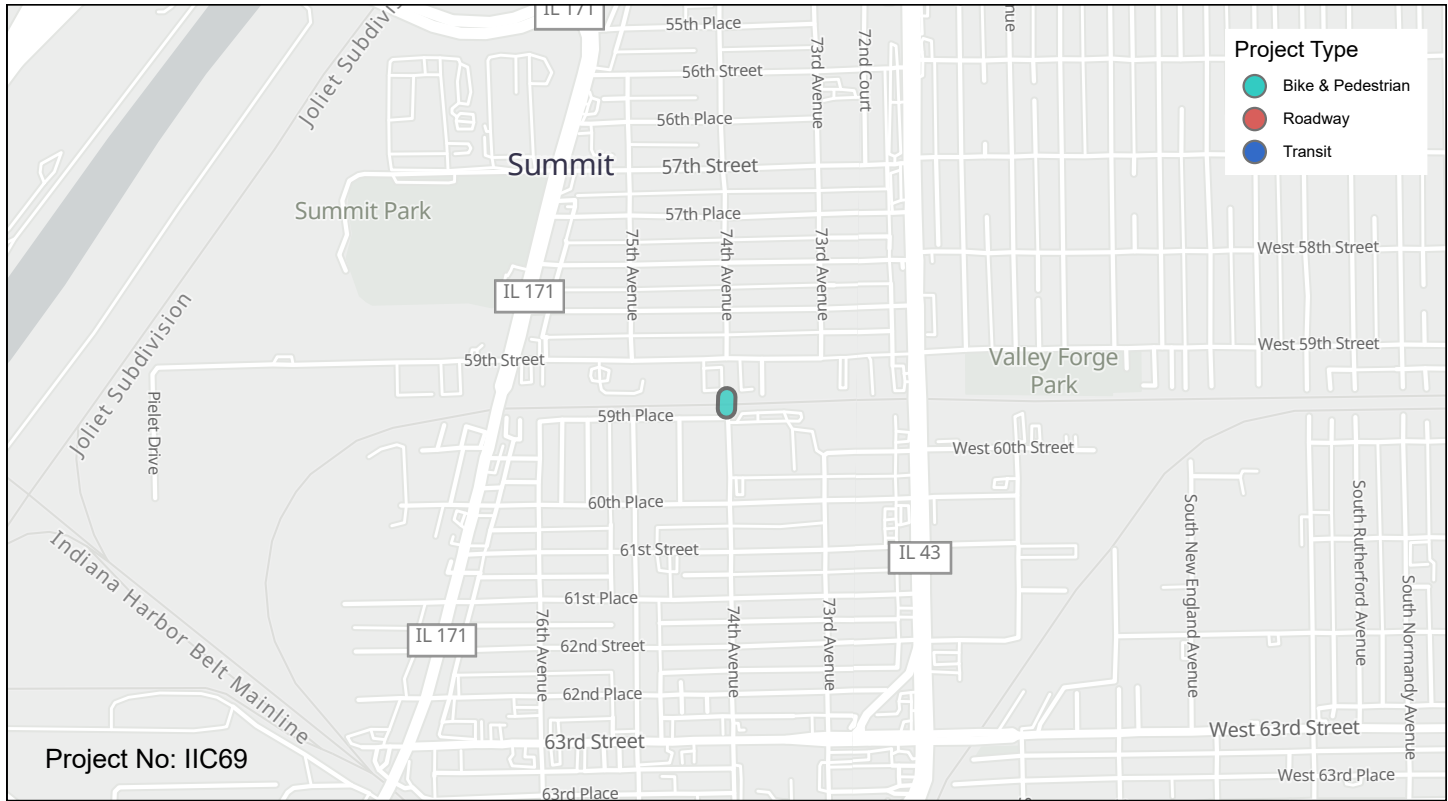 IL 171
Joliet Subdivis
55th Place
73rd Avenue
72nd Court
nue
56th Street
56th Place
Project Type
Bike & Pedestrian
Roadway
Transit
Summit
57th Street
Summit Park
57th Place
75th Avenue
74th Avenue
73rd Avenue
West 58th Street
IL 171
Joliet Subdivision
59th Street
Valley Forge
Park
West 59th Street
Pielet Drive
59th Place
West 60th Street
60th Place
South New England Avenue
South Rutherford Avenue
61st Street
IL 43
South Normandy Avenue
Indiana Harbor Belt Mainline
61st Place
76th Avenue
74th Avenue
73rd Avenue
IL 171
62nd Street
62nd Place
63rd Street
West 63rd Street
Project No: IIC69
West 63rd Place
63rd Place